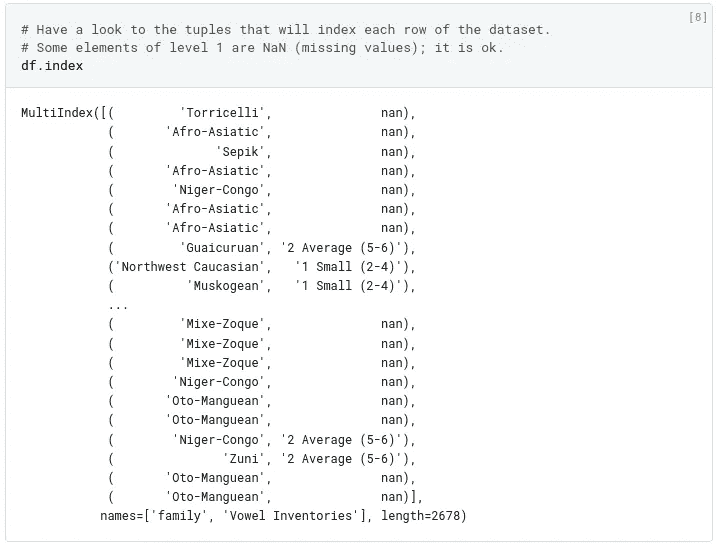 [8]
# Have a look to the tuples that will index each row of the dataset.
# Some elements of level 1 are NaN (missing values); it is ok.
df.index
MultiIndex([(         'Torricelli',               nan),
            (       'Afro-Asiatic',               nan),
            (              'Sepik',               nan),
            (       'Afro-Asiatic',               nan),
            (        'Niger-Congo',               nan),
            (       'Afro-Asiatic',               nan),
            (       'Afro-Asiatic',               nan),
            (         'Guaicuruan', '2 Average (5-6)'),
            ('Northwest Caucasian',   '1 Small (2-4)'),
            (          'Muskogean',   '1 Small (2-4)'),
            ...
            (         'Mixe-Zoque',               nan),
            (         'Mixe-Zoque',               nan),
            (         'Mixe-Zoque',               nan),
            (        'Niger-Congo',               nan),
            (       'Oto-Manguean',               nan),
            (       'Oto-Manguean',               nan),
            (        'Niger-Congo', '2 Average (5-6)'),
            (               'Zuni', '2 Average (5-6)'),
            (       'Oto-Manguean',               nan),
            (       'Oto-Manguean',               nan)],
           names=['family', 'Vowel Inventories'], length=2678)